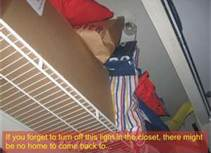 If you forget to turn off this light in the closet, there might
be no home to come back to...